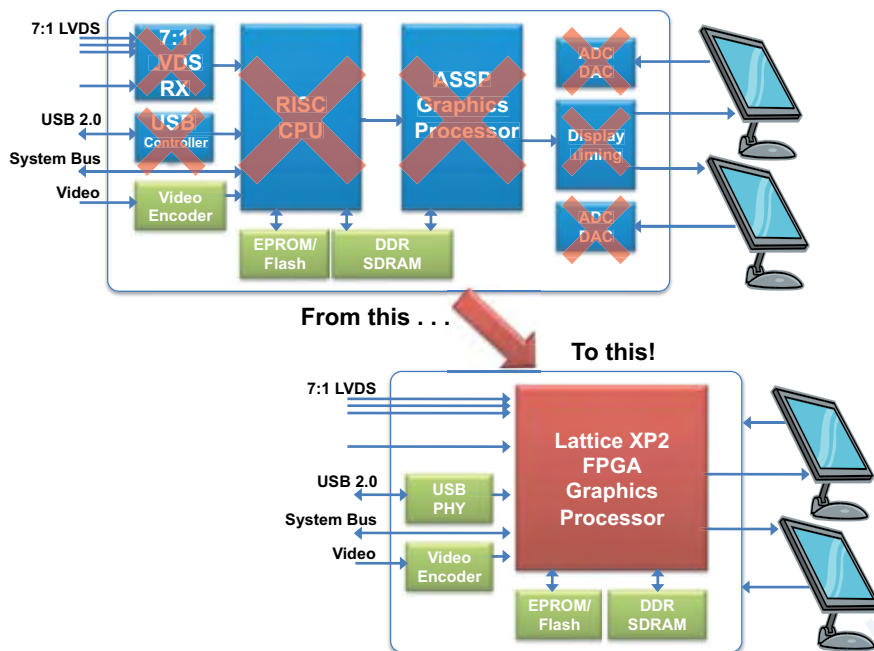 7:1 LVDS
7:1
LVDS
RX
USB 2.0
USB
Controller
System Bus
Video
Video
Encoder
RISC
CPU
ASSP
Graphics
Processor
ADC
DAC
Display
Timing
ADC
DAC
EPROM/
Flash
DDR
SDRAM
From this . . .
To this!
7:1 LVDS
USB 2.0
USB
PHY
System Bus
Video
Video
Encoder
Lattice XP2
FPGA
Graphics
Processor
EPROM/
Flash
DDR
SDRAM